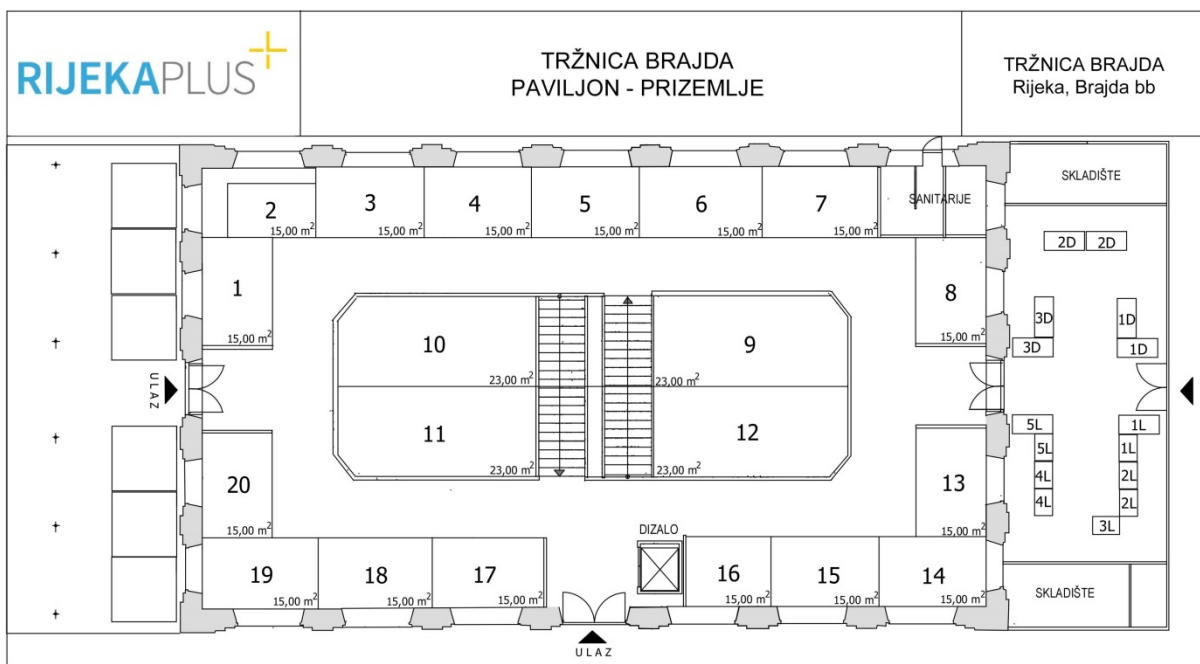 RIJEKAPLUS
TRŽNICA BRAJDA
PAVILJON - PRIZEMLJE
TRŽNICA BRAJDA
Rijeka, Brajda bb
SKLADIŠTE
2
15,00 m²
3
15,00 m²
4
15,00 m²
5
15,00 m²
6
15,00 m²
7
15,00 m²
SANITARIJE
2D
2D
1
15,00 m²
8
15,00 m²
3D
1D
3D
1D
10
23,00 m²
9
23,00 m²
ULAZ
11
23,00 m²
12
23,00 m²
5L
1L
5L
1L
4L
2L
4L
2L
3L
20
15,00 m²
13
15,00 m²
DIZALO
19
15,00 m²
18
15,00 m²
17
15,00 m²
16
15,00 m²
15
15,00 m²
14
15,00 m²
SKLADIŠTE
ULAZ